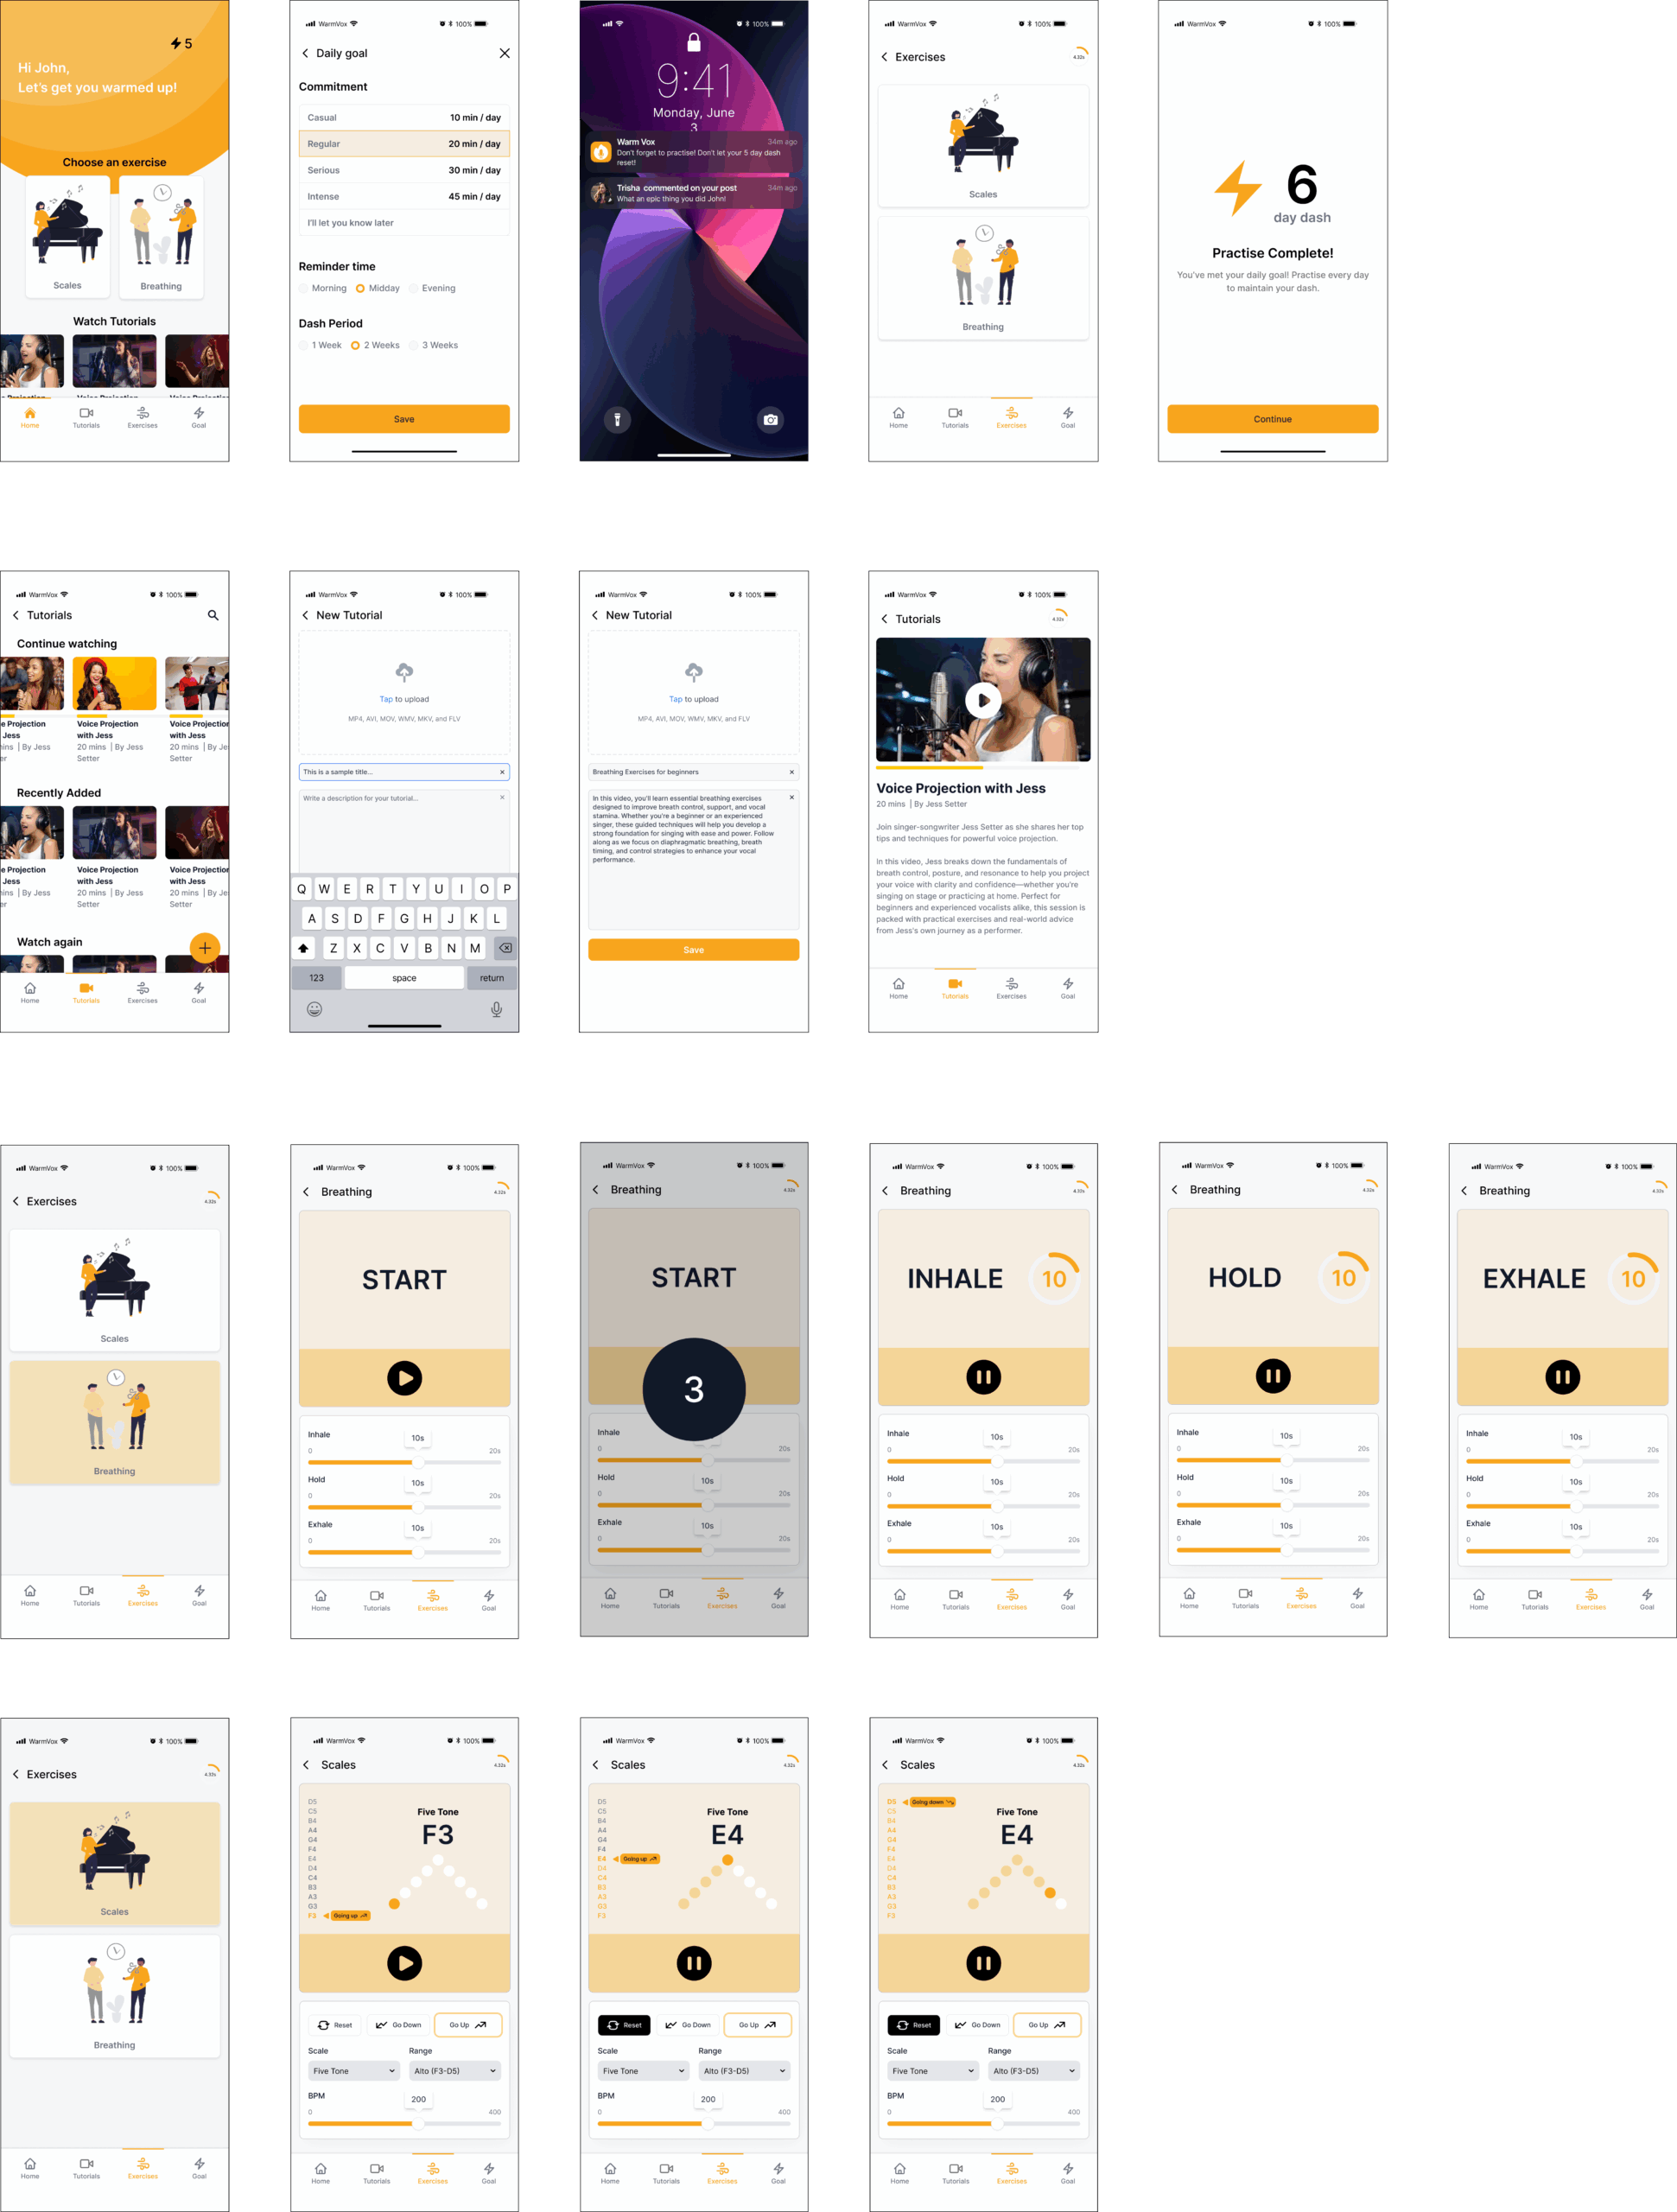 5
Hi John,
Let's get you warmed up!
Choose an exercise
Scales
Breathing
Watch Tutorials
Home
Tutorials
Exercises
Goal
WarmVox
100%
Daily goal
Commitment
Casual 10 min / day
Regular 20 min / day
Serious 30 min / day
Intense 45 min / day
I'll let you know later
Reminder time
Morning Midday Evening
Dash Period
1 Week 2 Weeks 3 Weeks
Save
100%
9:41
Monday, June
3
Warm Vox 34m ago
Don't forget to practise! Don't let your 5 day dash
reset!
Trisha commented on your post 34m ago
What an epic thing you did John!
WarmVox
100%
Exercises
4.32s
Scales
Breathing
Home
Tutorials
Exercises
Goal
WarmVox
100%
6
day dash
Practise Complete!
You've met your daily goal! Practise every day
to maintain your dash.
Continue
WarmVox
100%
Tutorials
Continue watching
e Projection Voice Projection Voice Projection
Jess with Jess with Jess
ins | By Jess 20 mins | By Jess 20 mins | By Je
er Setter Setter
Recently Added
e Projection Voice Projection Voice Projection
Jess with Jess with Jess
ins | By Jess 20 mins | By Jess 20 mins | By Je
er Setter Setter
Watch again
Home
Tutorials
Exercises
Goal
WarmVox
100%
New Tutorial
Tap to upload
MP4, AVI, MOV, WMV, MKV, and FLV
This is a sample title...
Write a description for your tutorial...
Q W E R T Y U I O P
A S D F G H J K L
Z X C V B N M
123 space return
WarmVox
100%
New Tutorial
Tap to upload
MP4, AVI, MOV, WMV, MKV, and FLV
Breathing Exercises for beginners
In this video, you'll learn essential breathing exercises
designed to improve breath control, support, and vocal
stamina. Whether you're a beginner or an experienced
singer, these guided techniques will help you develop a
strong foundation for singing with ease and power. Follow
along as we focus on diaphragmatic breathing, breath
timing, and control strategies to enhance your vocal
performance.
Save
WarmVox
100%
Tutorials
4.32s
Voice Projection with Jess
20 mins | By Jess Setter
Join singer-songwriter Jess Setter as she shares her top
tips and techniques for powerful voice projection.
In this video, Jess breaks down the fundamentals of
breath control, posture, and resonance to help you project
your voice with clarity and confidence—whether you're
singing on stage or practicing at home. Perfect for
beginners and experienced vocalists alike, this session is
packed with practical exercises and real-world advice
from Jess's own journey as a performer.
Home
Tutorials
Exercises
Goal
WarmVox
100%
Exercises
4.32s
Scales
Breathing
Home
Tutorials
Exercises
Goal
WarmVox
100%
Breathing
4.32s
START
Inhale
10s
0 20s
Hold
10s
0 20s
Exhale
10s
0 20s
Home
Tutorials
Exercises
Goal
WarmVox
100%
Breathing
4.32s
START
3
Inhale
0 20s
Hold
10s
0 20s
Exhale
10s
0 20s
Home
Tutorials
Exercises
Goal
WarmVox
100%
Breathing
4.32s
INHALE
10
Inhale
10s
0 20s
Hold
10s
0 20s
Exhale
10s
0 20s
Home
Tutorials
Exercises
Goal
WarmVox
100%
Breathing
4.32s
HOLD
10
Inhale
10s
0 20s
Hold
10s
0 20s
Exhale
10s
0 20s
Home
Tutorials
Exercises
Goal
WarmVox
100%
Breathing
4.32s
EXHALE
10
Inhale
10s
0 20s
Hold
10s
0 20s
Exhale
10s
0 20s
Home
Tutorials
Exercises
Goal
WarmVox
100%
Exercises
4.32s
Scales
Breathing
Home
Tutorials
Exercises
Goal
WarmVox
100%
Scales
4.32s
D5
C5
B4
A4
G4
F4
E4
D4
C4
B3
A3
G3
F3
Going up
Five Tone
F3
Reset
Go Down
Go Up
Scale
Range
Five Tone
Alto (F3-D5)
BPM
200
0 400
Home
Tutorials
Exercises
Goal
WarmVox
100%
Scales
4.32s
D5
C5
B4
A4
G4
F4
E4
Going up
D4
C4
B3
A3
G3
F3
Five Tone
E4
Reset
Go Down
Go Up
Scale
Range
Five Tone
Alto (F3-D5)
BPM
200
0 400
Home
Tutorials
Exercises
Goal
WarmVox
100%
Scales
4.32s
D5
Going down
C5
B4
A4
G4
F4
E4
D4
C4
B3
A3
G3
F3
Five Tone
E4
Reset
Go Down
Go Up
Scale
Range
Five Tone
Alto (F3-D5)
BPM
200
0 400
Home
Tutorials
Exercises
Goal